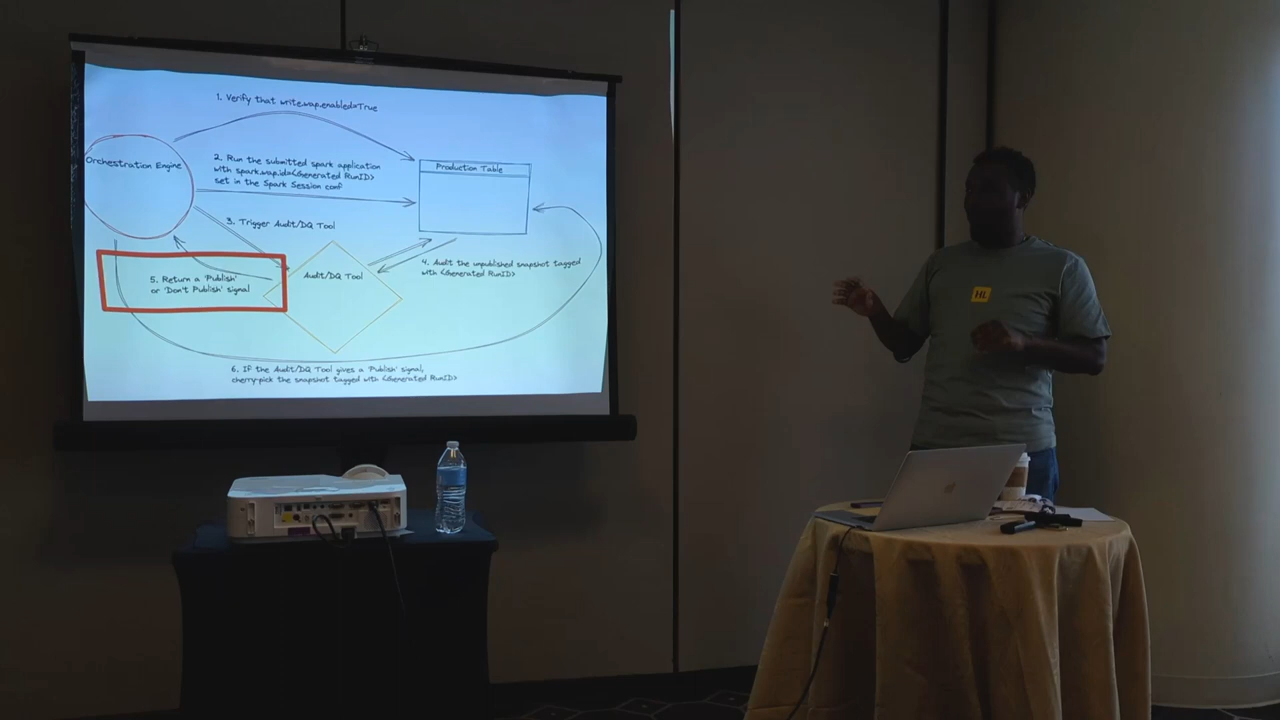 1. Verify that write.wap.enabled=True
Orchestration Engine
2. Run the submitted spark application
with spark.wap.id=<Generated RunID>
set in the Spark Session conf
Production Table
3. Trigger Audit/DQ Tool
4. Audit the unpublished snapshot tagged
with <Generated RunID>
Audit/DQ Tool
5. Return a 'Publish'
or 'Don't Publish' signal
6. If the Audit/DQ Tool gives a 'Publish' signal,
cherry-pick the snapshot tagged with <Generated RunID>
HL